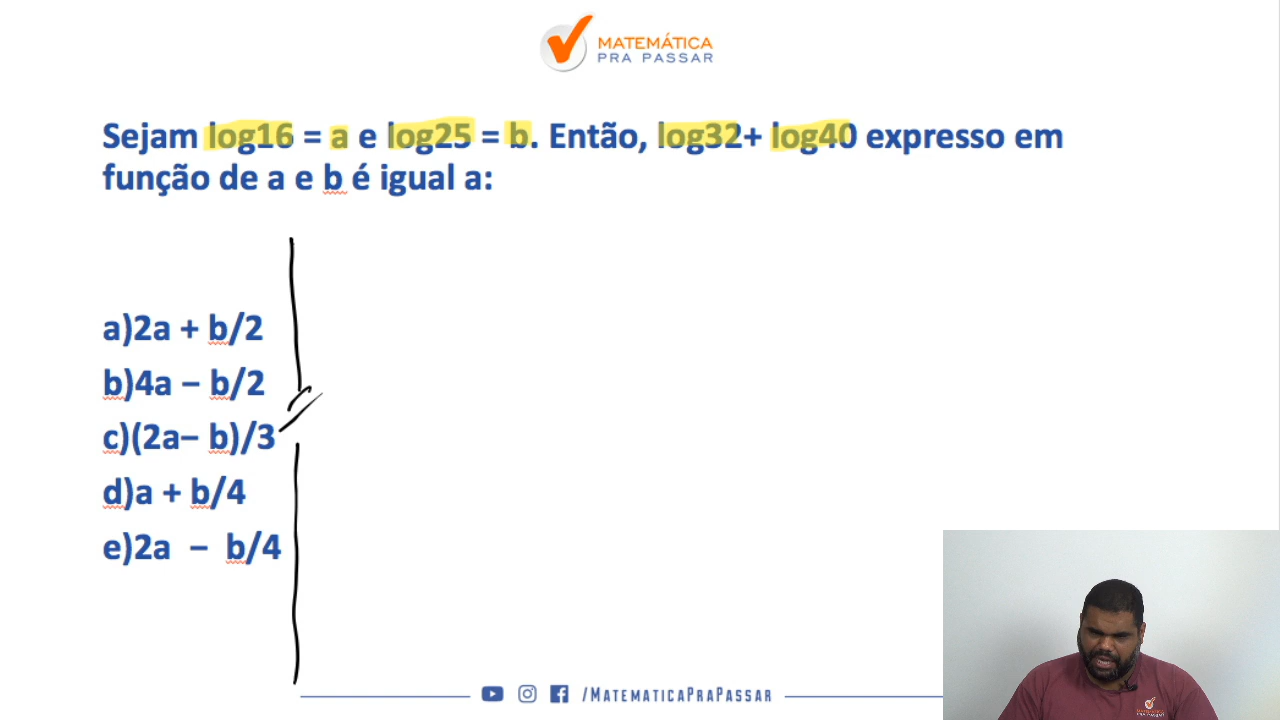 MATEMÁTICA
PRA PASSAR
Sejam log16 = a e log25 = b. Então, log32+ log40 expresso em
função de a e b é igual a:
a)2a + b/2
b)4a – b/2
c)(2a– b)/3
d)a + b/4
e)2a – b/4
/MATEMATICAPRAPASSAR